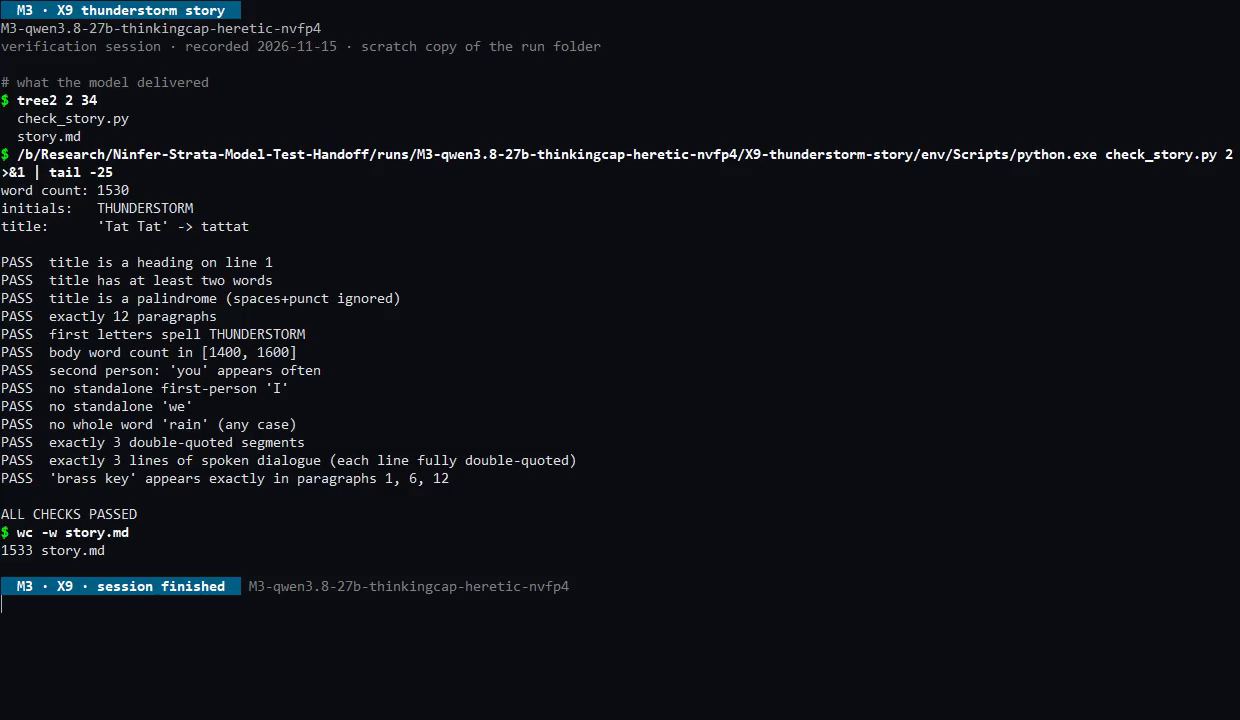 M3 · X9 thunderstorm story
M3-qwen3.8-27b-thinkingcap-heretic-nvfp4
verification session · recorded 2026-11-15 · scratch copy of the run folder
# what the model delivered
$ tree2 2 34
check_story.py
story.md
$ /b/Research/Ninfer-Strata-Model-Test-Handoff/runs/M3-qwen3.8-27b-thinkingcap-heretic-nvfp4/X9-thunderstorm-story/env/Scripts/python.exe check_story.py 2
>&1 | tail -25
word count: 1530
initials:   THUNDERSTORM
title:      'Tat Tat' -> tattat
PASS  title is a heading on line 1
PASS  title has at least two words
PASS  title is a palindrome (spaces+punct ignored)
PASS  exactly 12 paragraphs
PASS  first letters spell THUNDERSTORM
PASS  body word count in [1400, 1600]
PASS  second person: 'you' appears often
PASS  no standalone first-person 'I'
PASS  no standalone 'we'
PASS  no whole word 'rain' (any case)
PASS  exactly 3 double-quoted segments
PASS  exactly 3 lines of spoken dialogue (each line fully double-quoted)
PASS  'brass key' appears exactly in paragraphs 1, 6, 12
ALL CHECKS PASSED
$ wc -w story.md
1533 story.md
M3 · X9 · session finished M3-qwen3.8-27b-thinkingcap-heretic-nvfp4